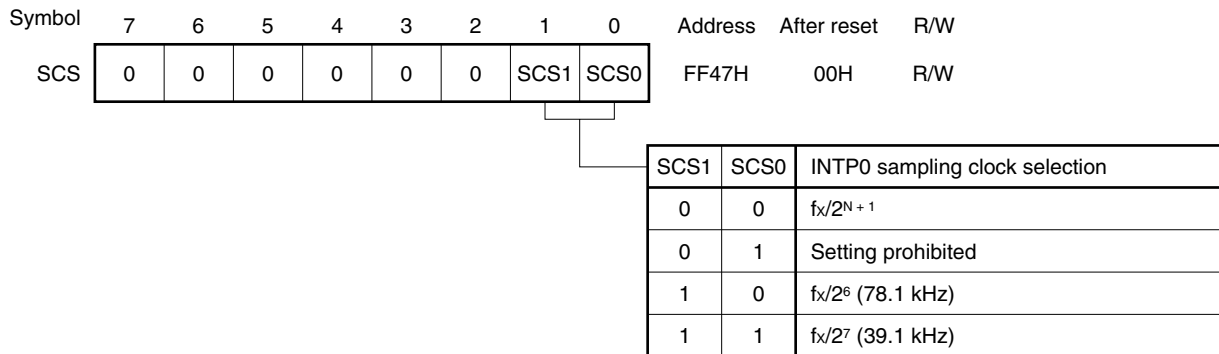 Symbol 7 6 5 4 3 2 1 0 Address After reset R/W
SCS 0 0 0 0 0 0 SCS1 SCS0 FF47H 00H R/W
SCS1 SCS0 INTP0 sampling clock selection
0 0 fx/2ᴺ ⁺ ¹
0 1 Setting prohibited
1 0 fx/2⁶ (78.1 kHz)
1 1 fx/2⁷ (39.1 kHz)